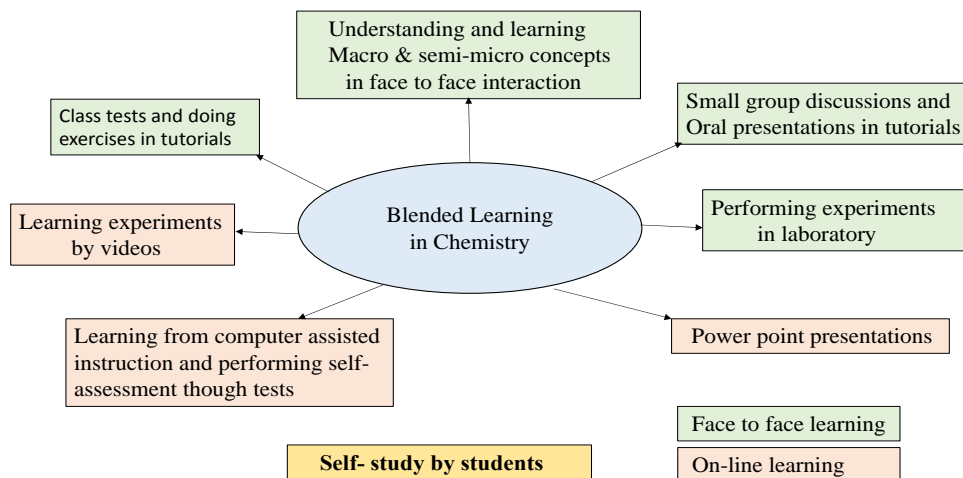 Understanding and learning
Macro & semi-micro concepts
in face to face interaction
Class tests and doing
exercises in tutorials
Small group discussions and
Oral presentations in tutorials
Blended Learning
in Chemistry
Learning experiments
by videos
Performing experiments
in laboratory
Learning from computer assisted
instruction and performing self-
assessment though tests
Power point presentations
Face to face learning
Self- study by students
On-line learning